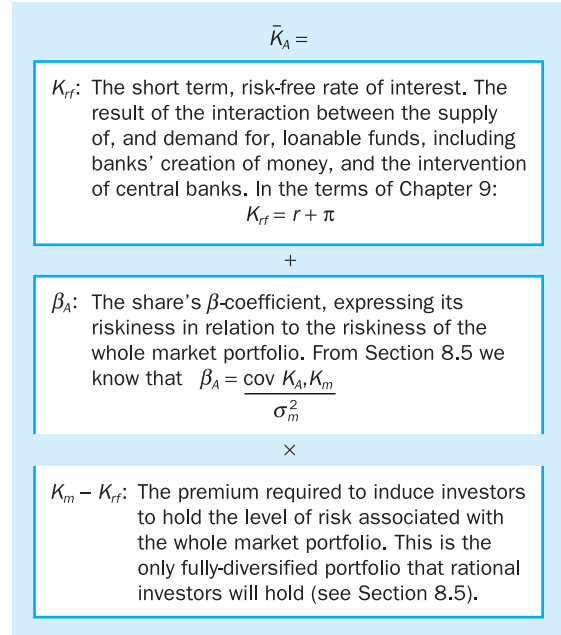 K̄A =
Krf: The short term, risk-free rate of interest. The
result of the interaction between the supply
of, and demand for, loanable funds, including
banks’ creation of money, and the intervention
of central banks. In the terms of Chapter 9:
Krf = r + π
+
βA: The share’s β-coefficient, expressing its
riskiness in relation to the riskiness of the
whole market portfolio. From Section 8.5 we
know that βA = cov KA,Km
σ²m
×
Km – Krf: The premium required to induce investors
to hold the level of risk associated with
the whole market portfolio. This is the
only fully-diversified portfolio that rational
investors will hold (see Section 8.5).